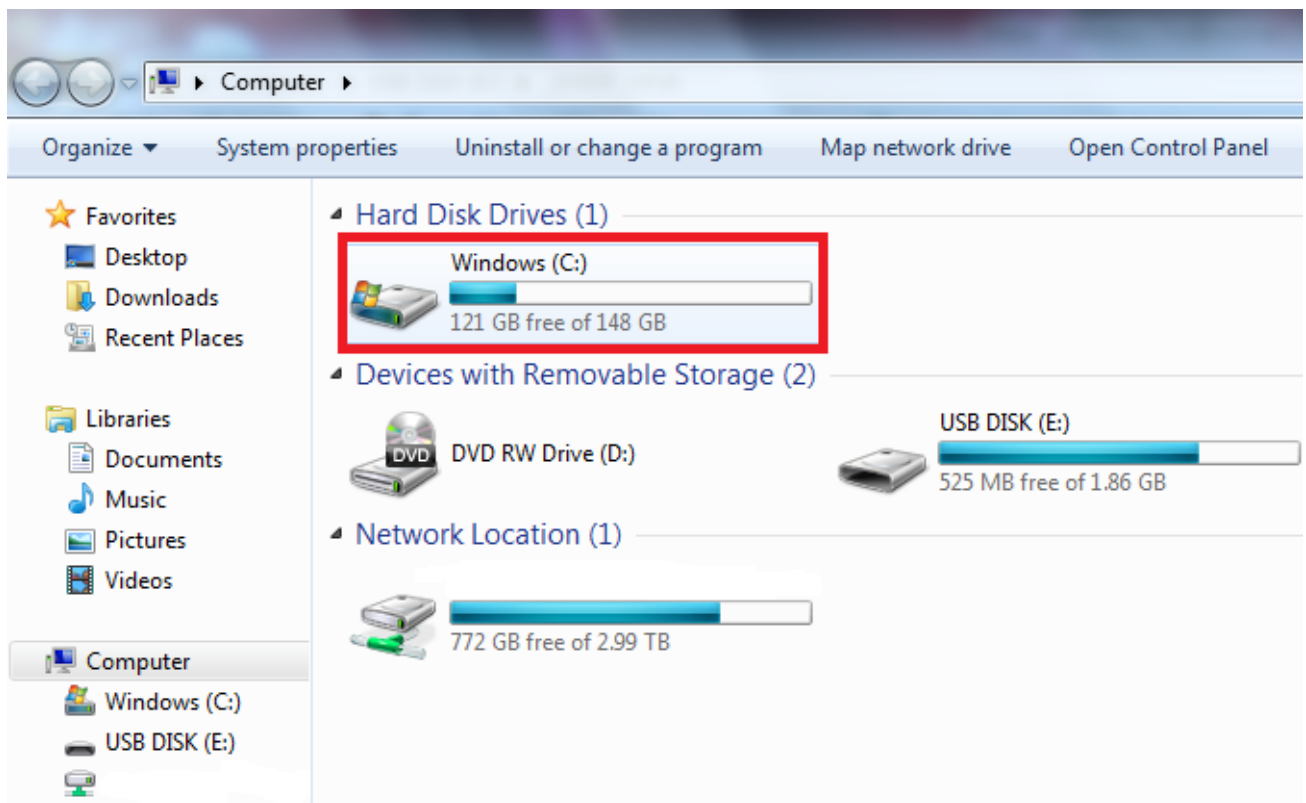 Computer
Organize System properties Uninstall or change a program Map network drive Open Control Panel
Favorites
Desktop
Downloads
Recent Places
Libraries
Documents
Music
Pictures
Videos
Computer
Windows (C:)
USB DISK (E:)
Hard Disk Drives (1)
Windows (C:)
121 GB free of 148 GB
Devices with Removable Storage (2)
DVD RW Drive (D:)
DVD
USB DISK (E:)
525 MB free of 1.86 GB
Network Location (1)
772 GB free of 2.99 TB